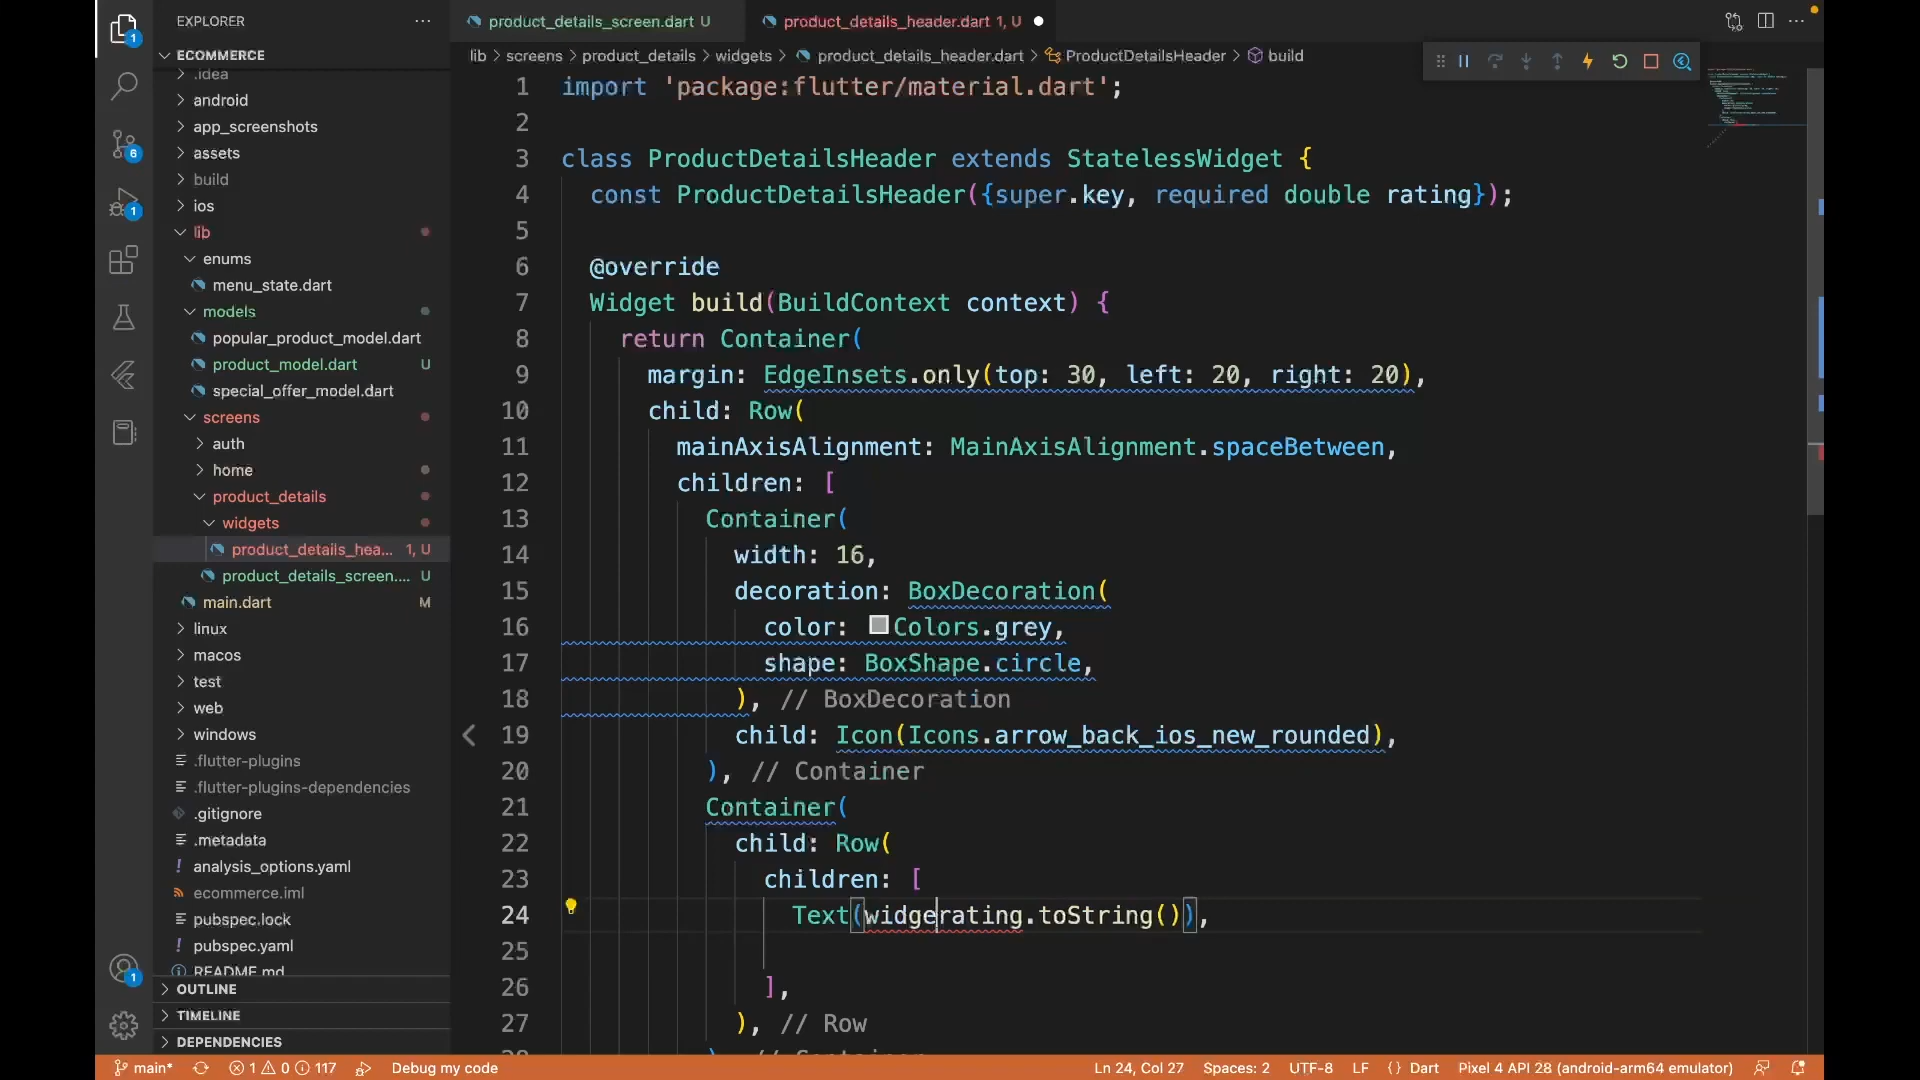 EXPLORER
ECOMMERCE
.idea
android
app_screenshots
assets
build
ios
lib
enums
menu_state.dart
models
popular_product_model.dart
product_model.dart U
special_offer_model.dart
screens
auth
home
product_details
widgets
product_details_hea... 1, U
product_details_screen.... U
main.dart M
linux
macos
test
web
windows
.flutter-plugins
.flutter-plugins-dependencies
.gitignore
.metadata
analysis_options.yaml
ecommerce.iml
pubspec.lock
pubspec.yaml
README.md
OUTLINE
TIMELINE
DEPENDENCIES
1
6
1
1
product_details_screen.dart U
product_details_header.dart 1, U
lib > screens > product_details > widgets > product_details_header.dart > ProductDetailsHeader > build
1 import 'package:flutter/material.dart';
2
3 class ProductDetailsHeader extends StatelessWidget {
4 const ProductDetailsHeader({super.key, required double rating});
5
6 @override
7 Widget build(BuildContext context) {
8 return Container(
9 margin: EdgeInsets.only(top: 30, left: 20, right: 20),
10 child: Row(
11 mainAxisAlignment: MainAxisAlignment.spaceBetween,
12 children: [
13 Container(
14 width: 16,
15 decoration: BoxDecoration(
16 color: Colors.grey,
17 shape: BoxShape.circle,
18 ), // BoxDecoration
19 child: Icon(Icons.arrow_back_ios_new_rounded),
20 ), // Container
21 Container(
22 child: Row(
23 children: [
24 Text(widgerating.toString()),
25
26 ],
27 ), // Row
28 ), // Container
main* 1 0 117 Debug my code Ln 24, Col 27 Spaces: 2 UTF-8 LF {} Dart Pixel 4 API 28 (android-arm64 emulator)